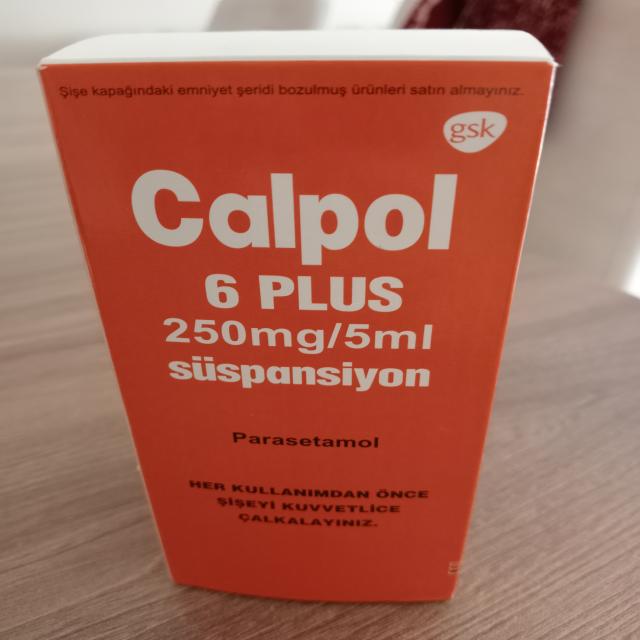 Şişe kapağındaki emniyet şeridi bozulmuş ürünleri satın almayınız.
gsk
Calpol
6 PLUS
250mg/5ml
süspansiyon
Parasetamol
HER KULLANIMDAN ÖNCE
ŞİŞEYİ KUVVETLİCE
ÇALKALAYINIZ.